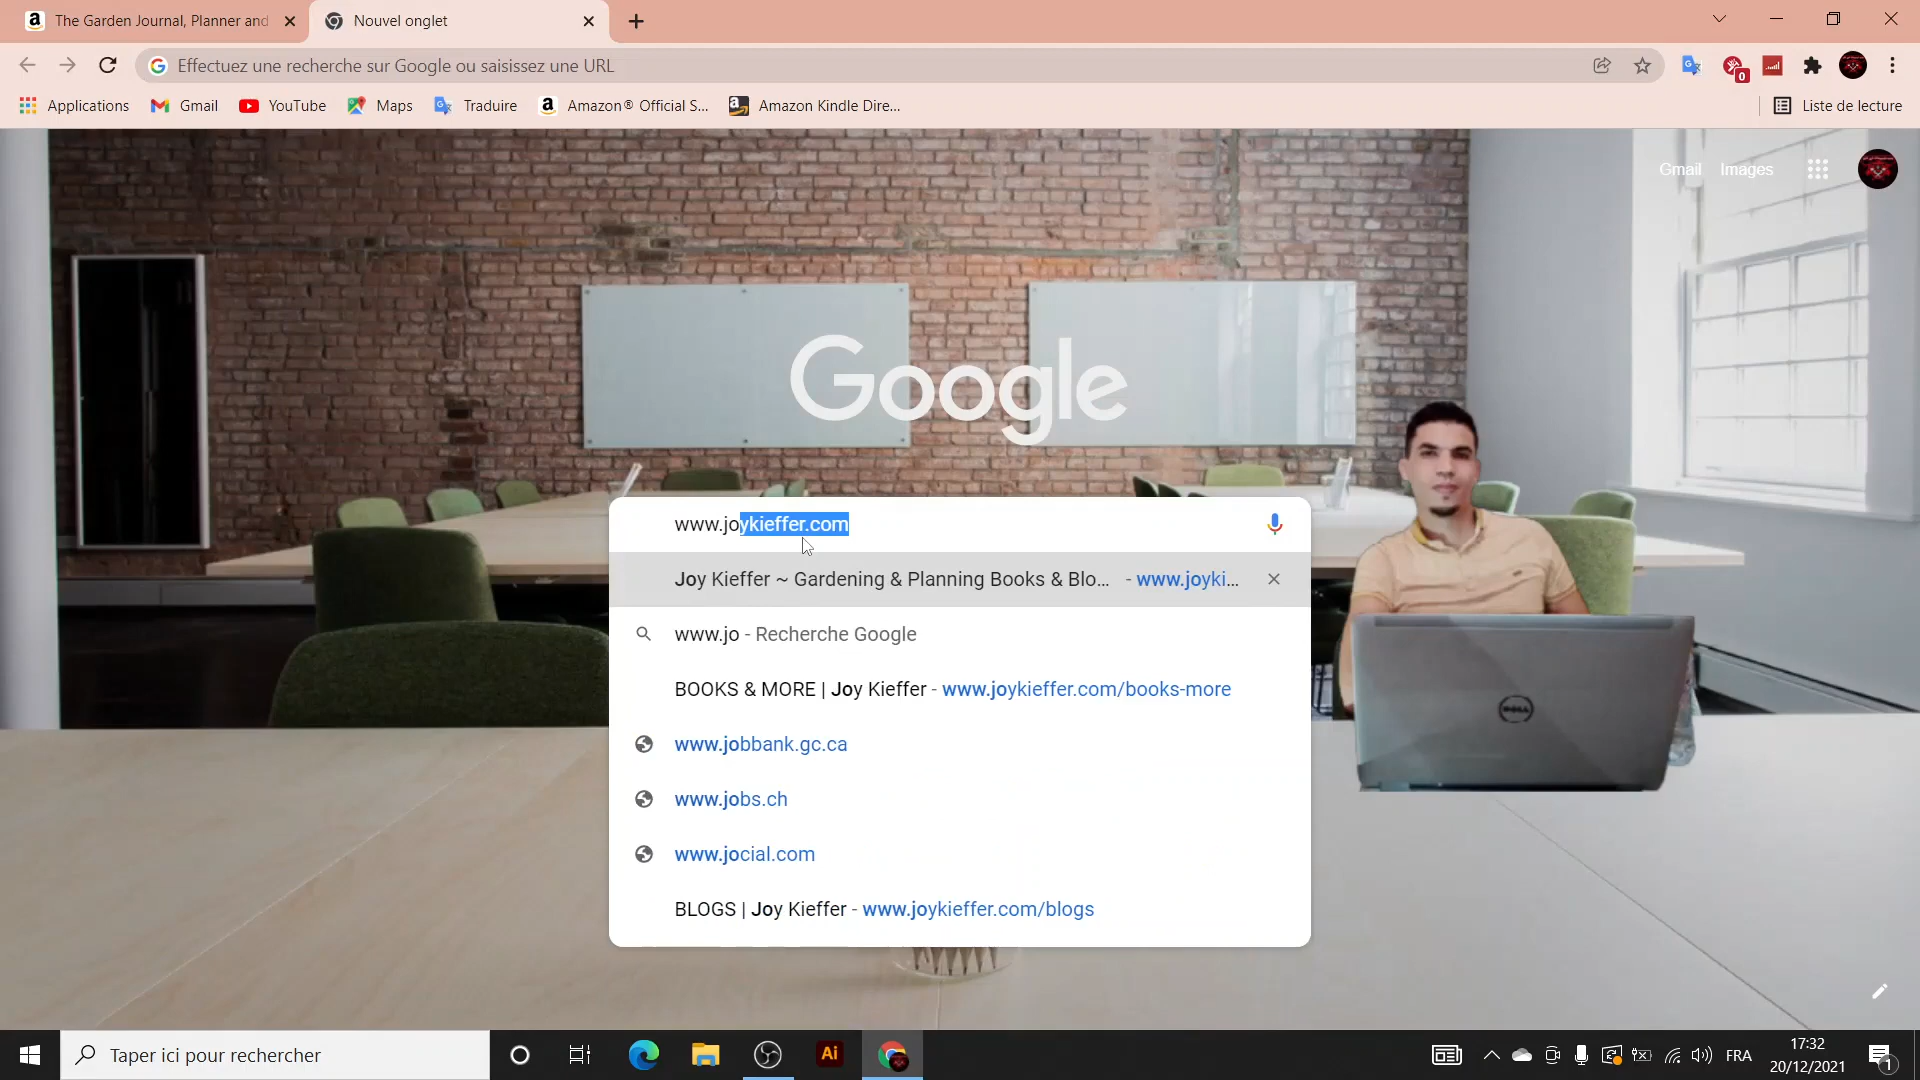 The Garden Journal, Planner and
Nouvel onglet
Effectuez une recherche sur Google ou saisissez une URL
0
Applications
Gmail
YouTube
Maps
Traduire
Amazon® Official S...
Amazon Kindle Dire...
Liste de lecture
Gmail
Images
Google
www.joykieffer.com
Joy Kieffer ~ Gardening & Planning Books & Blo... - www.joyki...
www.jo - Recherche Google
BOOKS & MORE | Joy Kieffer - www.joykieffer.com/books-more
www.jobbank.gc.ca
www.jobs.ch
www.jocial.com
BLOGS | Joy Kieffer - www.joykieffer.com/blogs
DELL
Taper ici pour rechercher
Ai
FRA
17:32
20/12/2021
1